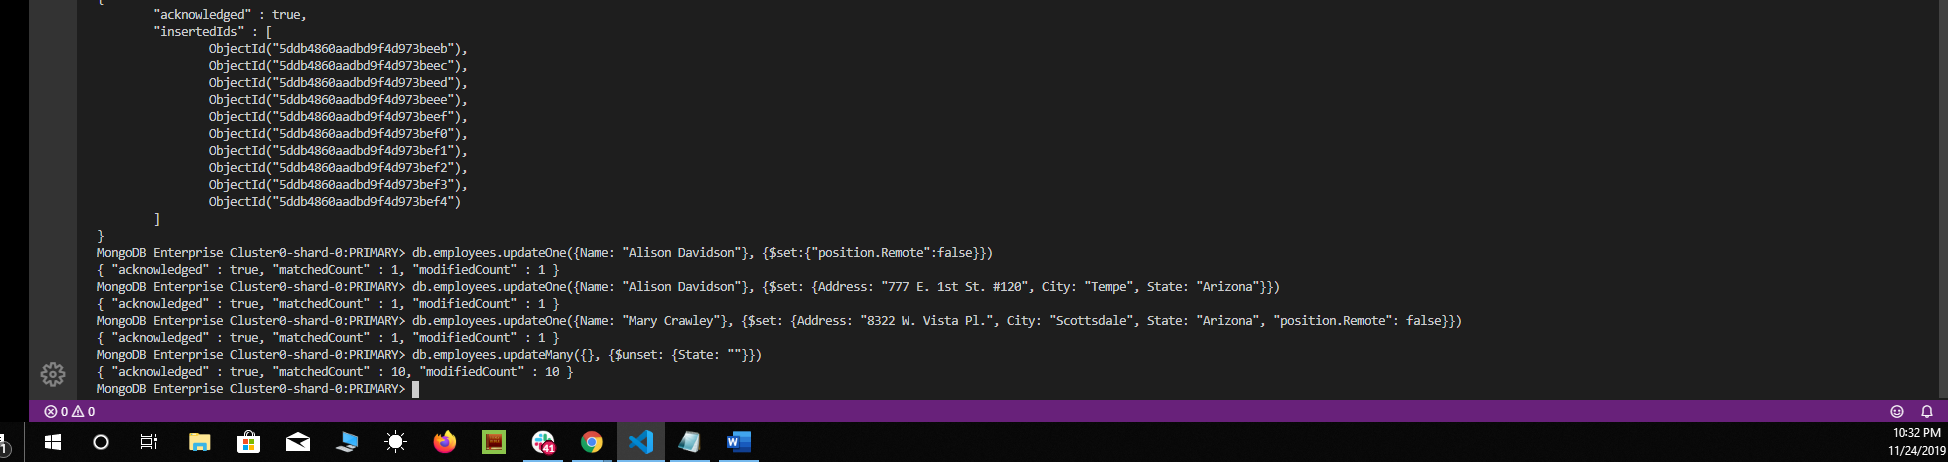 {
"acknowledged" : true,
"insertedIds" : [
ObjectId("5ddb4860aadbd9f4d973beeb"),
ObjectId("5ddb4860aadbd9f4d973beec"),
ObjectId("5ddb4860aadbd9f4d973beed"),
ObjectId("5ddb4860aadbd9f4d973beee"),
ObjectId("5ddb4860aadbd9f4d973beef"),
ObjectId("5ddb4860aadbd9f4d973bef0"),
ObjectId("5ddb4860aadbd9f4d973bef1"),
ObjectId("5ddb4860aadbd9f4d973bef2"),
ObjectId("5ddb4860aadbd9f4d973bef3"),
ObjectId("5ddb4860aadbd9f4d973bef4")
]
}
MongoDB Enterprise Cluster0-shard-0:PRIMARY> db.employees.updateOne({Name: "Alison Davidson"}, {$set:{"position.Remote":false}})
{ "acknowledged" : true, "matchedCount" : 1, "modifiedCount" : 1 }
MongoDB Enterprise Cluster0-shard-0:PRIMARY> db.employees.updateOne({Name: "Alison Davidson"}, {$set: {Address: "777 E. 1st St. #120", City: "Tempe", State: "Arizona"}})
{ "acknowledged" : true, "matchedCount" : 1, "modifiedCount" : 1 }
MongoDB Enterprise Cluster0-shard-0:PRIMARY> db.employees.updateOne({Name: "Mary Crawley"}, {$set: {Address: "8322 W. Vista Pl.", City: "Scottsdale", State: "Arizona", "position.Remote": false}})
{ "acknowledged" : true, "matchedCount" : 1, "modifiedCount" : 1 }
MongoDB Enterprise Cluster0-shard-0:PRIMARY> db.employees.updateMany({}, {$unset: {State: ""}})
{ "acknowledged" : true, "matchedCount" : 10, "modifiedCount" : 10 }
MongoDB Enterprise Cluster0-shard-0:PRIMARY>
0 0
1
41
W
10:32 PM
11/24/2019